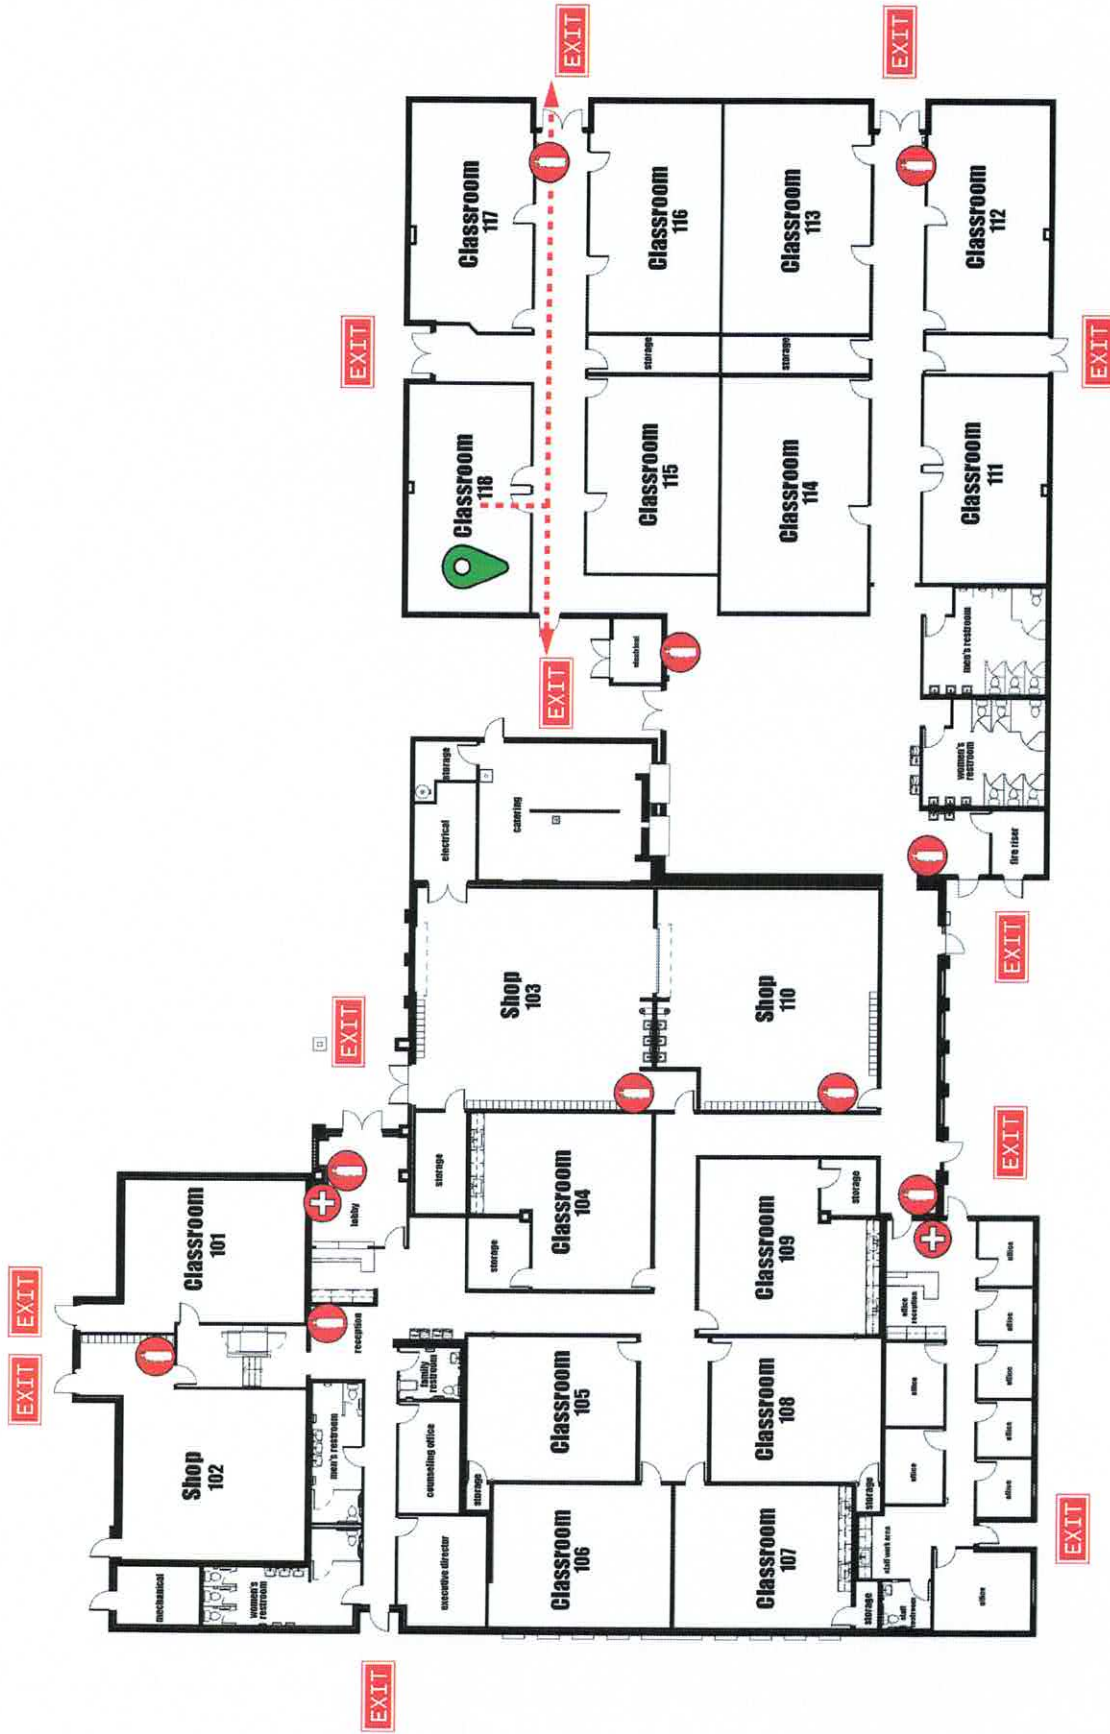 EXIT
EXIT
mechanical
Shop
102
Classroom
101
women's
restroom
men's restroom
reception
lobby
EXIT
EXIT
EXIT
executive director
counseling office
family
restroom
storage
electrical
storage
Classroom
118
Classroom
117
storage
storage
catering
Shop
103
EXIT
EXIT
Classroom
106
Classroom
105
Classroom
104
electrical
Classroom
115
storage
Classroom
116
Classroom
107
Classroom
108
Classroom
109
Shop
110
Classroom
114
storage
Classroom
113
storage
storage
storage
staff work area
staff
restroom
office
office
office
reception
EXIT
office
office
office
office
office
office
women's
restroom
men's restroom
fire riser
Classroom
111
Classroom
112
EXIT
EXIT
EXIT
EXIT